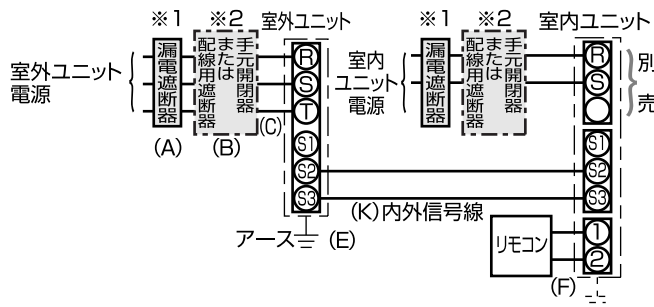 ※1
※2
室外ユニット
室外ユニット
電源
漏電遮断器
手元開閉器
または
配線用遮断器
R
S
T
S1
S2
S3
(A)
(B)
(C)
アース
(E)
※1
※2
室内ユニット
室内
ユニット
電源
漏電遮断器
手元開閉器
または
配線用遮断器
R
S
別
売
S1
S2
S3
(K)内外信号線
リモコン
1
2
(F)